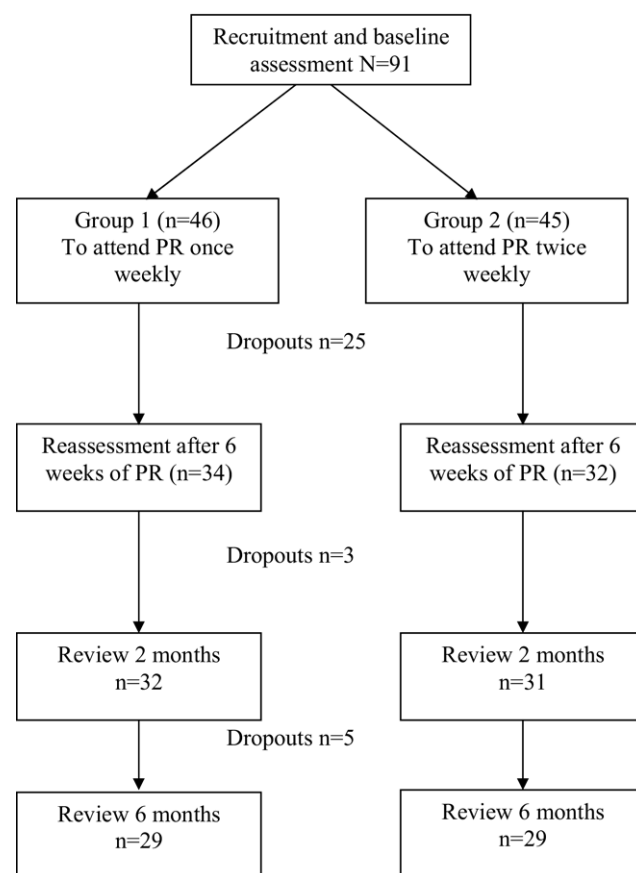 Recruitment and baseline
assessment N=91
Group 1 (n=46)
To attend PR once
weekly
Group 2 (n=45)
To attend PR twice
weekly
Dropouts n=25
Reassessment after 6
weeks of PR (n=34)
Reassessment after 6
weeks of PR (n=32)
Dropouts n=3
Review 2 months
n=32
Review 2 months
n=31
Dropouts n=5
Review 6 months
n=29
Review 6 months
n=29